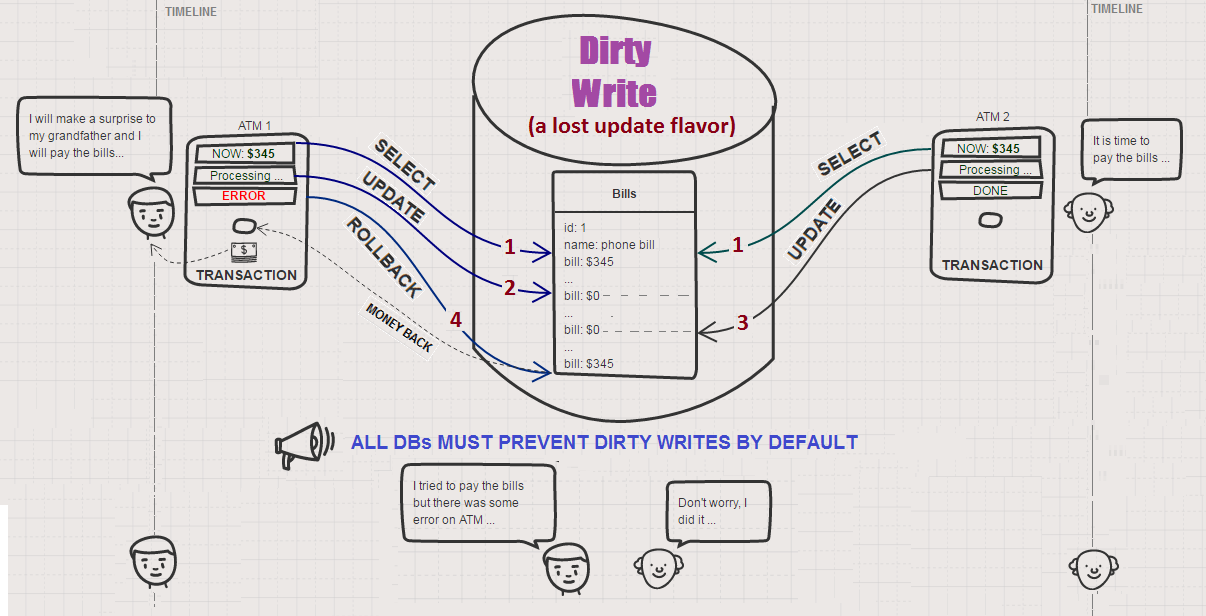 TIMELINE
TIMELINE
Dirty
Write
(a lost update flavor)
I will make a surprise to
my grandfather and I
will pay the bills...
ATM 1
NOW: $345
Processing ...
ERROR
$
TRANSACTION
SELECT
UPDATE
ROLLBACK
MONEY BACK
1
2
4
Bills
id: 1
name: phone bill
bill: $345
...
bill: $0
...
bill: $0
...
bill: $345
SELECT
UPDATE
1
3
ATM 2
NOW: $345
Processing ...
DONE
TRANSACTION
It is time to
pay the bills ...
ALL DBs MUST PREVENT DIRTY WRITES BY DEFAULT
I tried to pay the bills
but there was some
error on ATM ...
Don't worry, I
did it ...